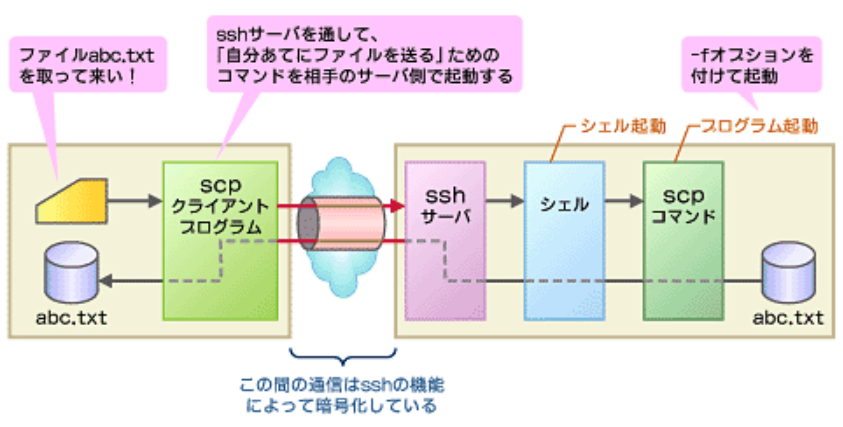 ファイルabc.txt
を取って来い！
sshサーバを通して、
「自分あてにファイルを送る」ための
コマンドを相手のサーバ側で起動する
-fオプションを
付けて起動
シェル起動
プログラム起動
scp
クライアント
プログラム
ssh
サーバ
シェル
scp
コマンド
abc.txt
abc.txt
この間の通信はsshの機能
によって暗号化している